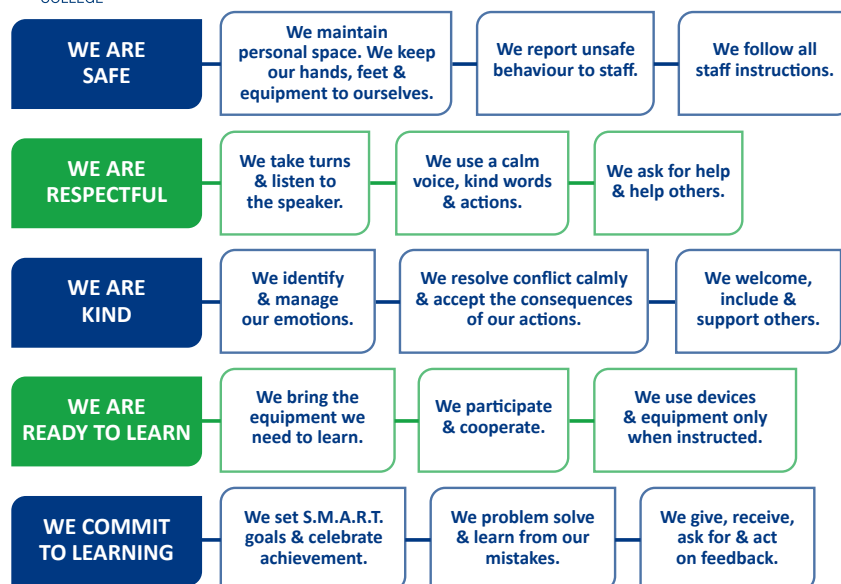 COLLEGE
WE ARE
SAFE
We maintain
personal space. We keep
our hands, feet &
equipment to ourselves.
We report unsafe
behaviour to staff.
We follow all
staff instructions.
WE ARE
RESPECTFUL
We take turns
& listen to
the speaker.
We use a calm
voice, kind words
& actions.
We ask for help
& help others.
WE ARE
KIND
We identify
& manage
our emotions.
We resolve conflict calmly
& accept the consequences
of our actions.
We welcome,
include &
support others.
WE ARE
READY TO LEARN
We bring the
equipment we
need to learn.
We participate
& cooperate.
We use devices
& equipment only
when instructed.
WE COMMIT
TO LEARNING
We set S.M.A.R.T.
goals & celebrate
achievement.
We problem solve
& learn from our
mistakes.
We give, receive,
ask for & act
on feedback.